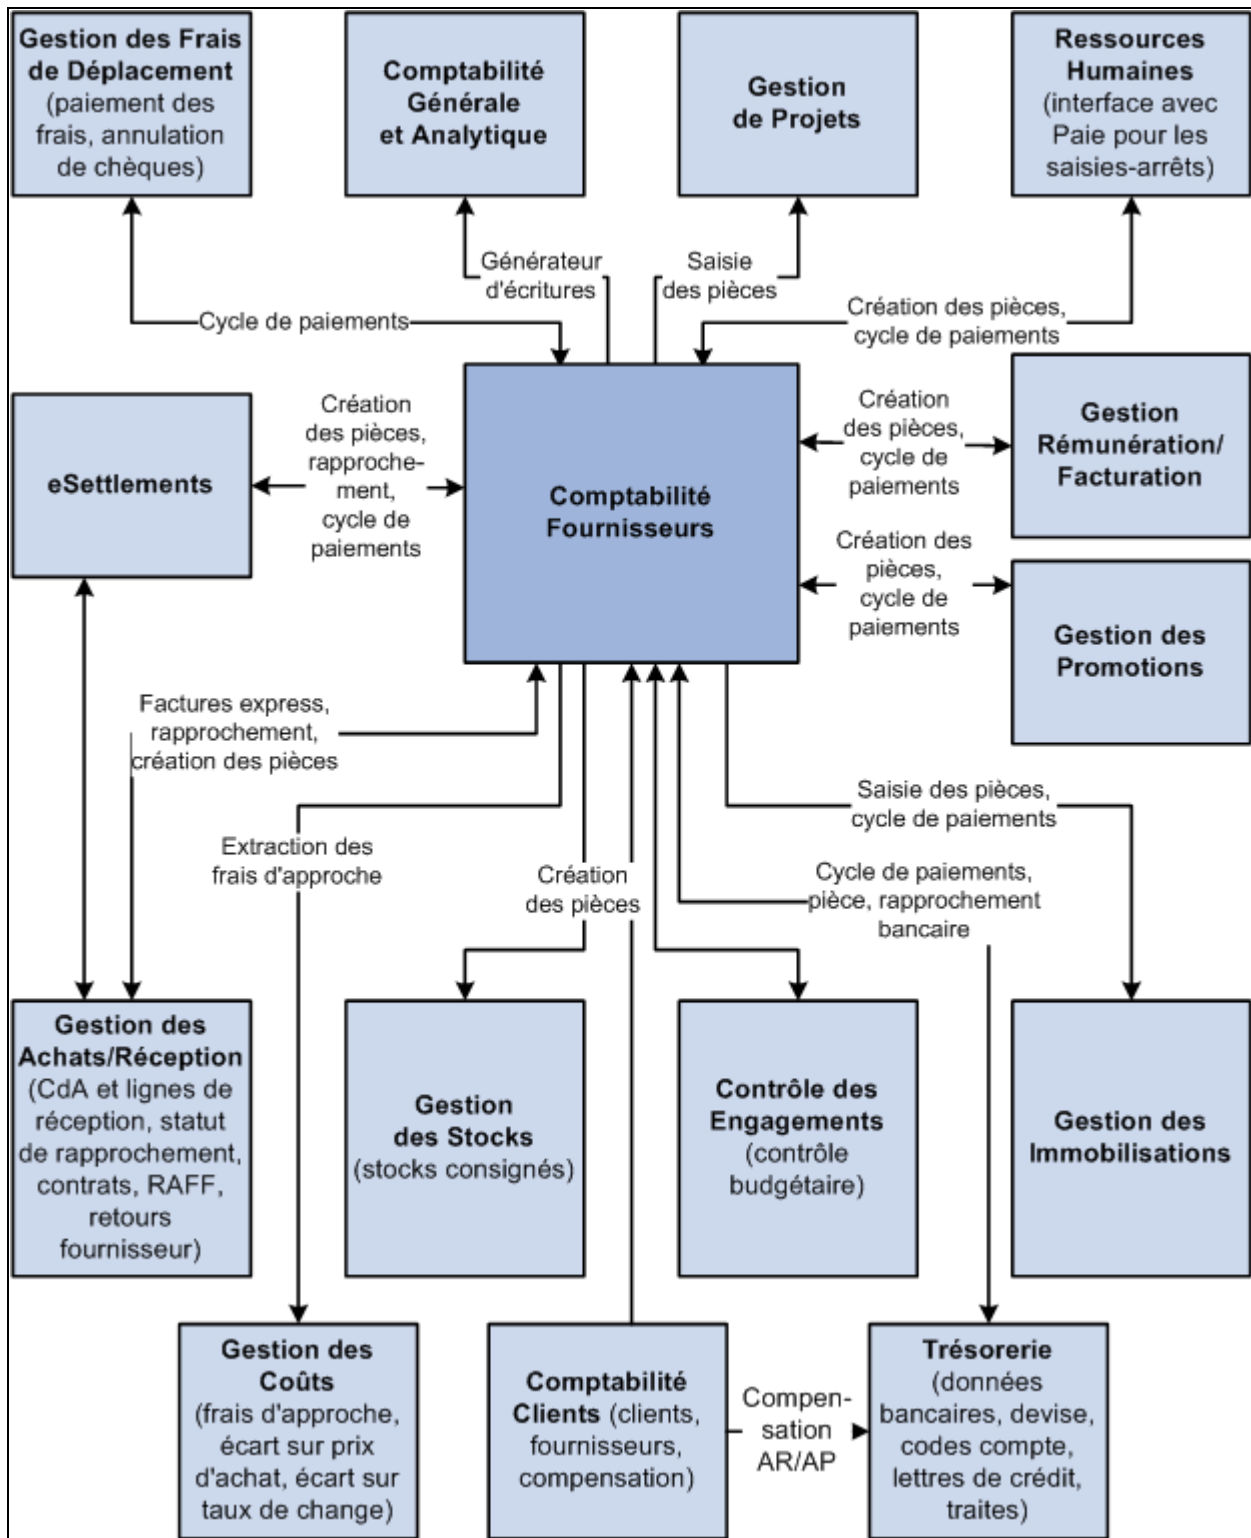 Gestion des Frais
de Déplacement
(paiement des
frais, annulation
de chèques)
Comptabilité
Générale
et Analytique
Gestion
de Projets
Ressources
Humaines
(interface avec
Paie pour les
saisies-arrêts)
Générateur
d'écritures
Saisie
des pièces
Cycle de paiements
Création des pièces,
cycle de paiements
eSettlements
Création
des pièces,
rapproche-
ment,
cycle de
paiements
Comptabilité
Fournisseurs
Création
des pièces,
cycle de
paiements
Gestion
Rémunération/
Facturation
Création des
pièces,
cycle de
paiements
Gestion des
Promotions
Factures express,
rapprochement,
création des pièces
Extraction des
frais d'approche
Création
des pièces
Saisie des pièces,
cycle de paiements
Cycle de paiements,
pièce, rapprochement
bancaire
Gestion des
Achats/Réception
(CdA et lignes de
réception, statut
de rapprochement,
contrats, RAFF,
retours
fournisseur)
Gestion
des Stocks
(stocks consignés)
Contrôle des
Engagements
(contrôle
budgétaire)
Gestion des
Immobilisations
Gestion des
Coûts
(frais d'approche,
écart sur prix
d'achat, écart sur
taux de change)
Comptabilité
Clients (clients,
fournisseurs,
compensation)
Compen-
sation
AR/AP
Trésorerie
(données
bancaires, devise,
codes compte,
lettres de crédit,
traites)